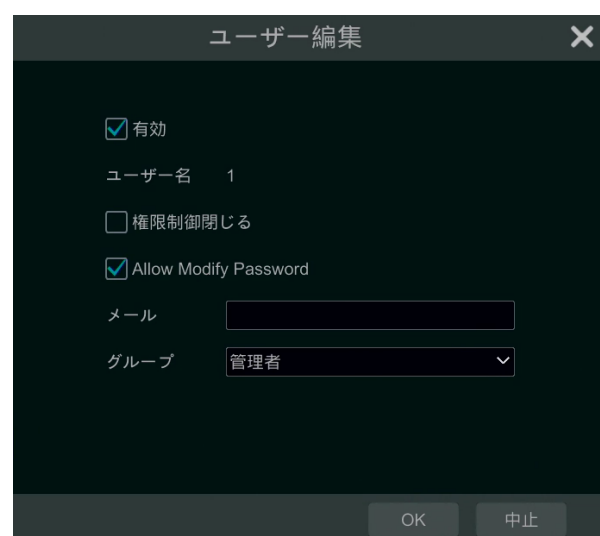 ユーザー編集
有効
ユーザー名 1
権限制御閉じる
Allow Modify Password
メール
グループ 管理者
OK 中止